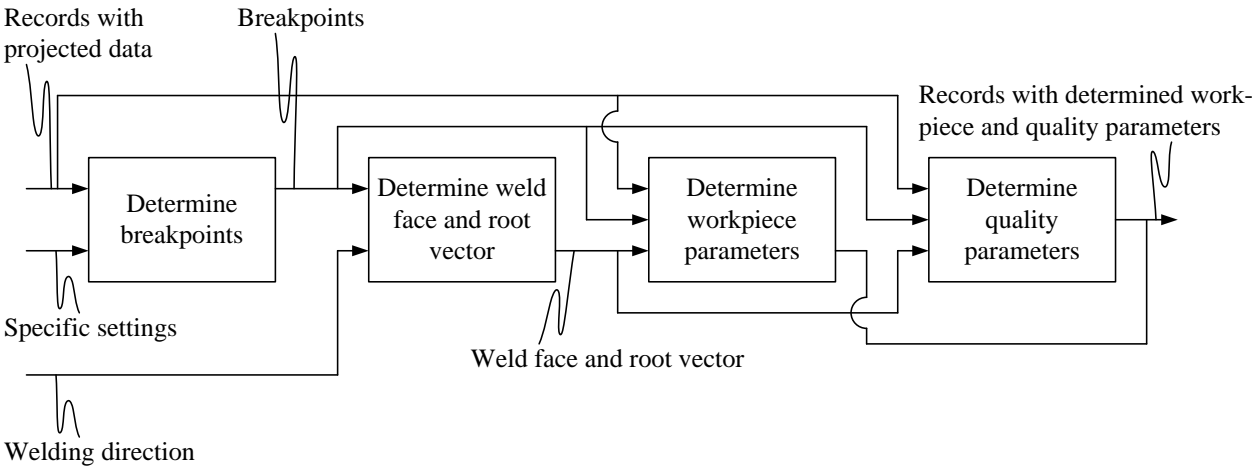 Records with
projected data
Breakpoints
Records with determined work-
piece and quality parameters
Determine
breakpoints
Determine weld
face and root
vector
Determine
workpiece
parameters
Determine
quality
parameters
Specific settings
Weld face and root vector
Welding direction